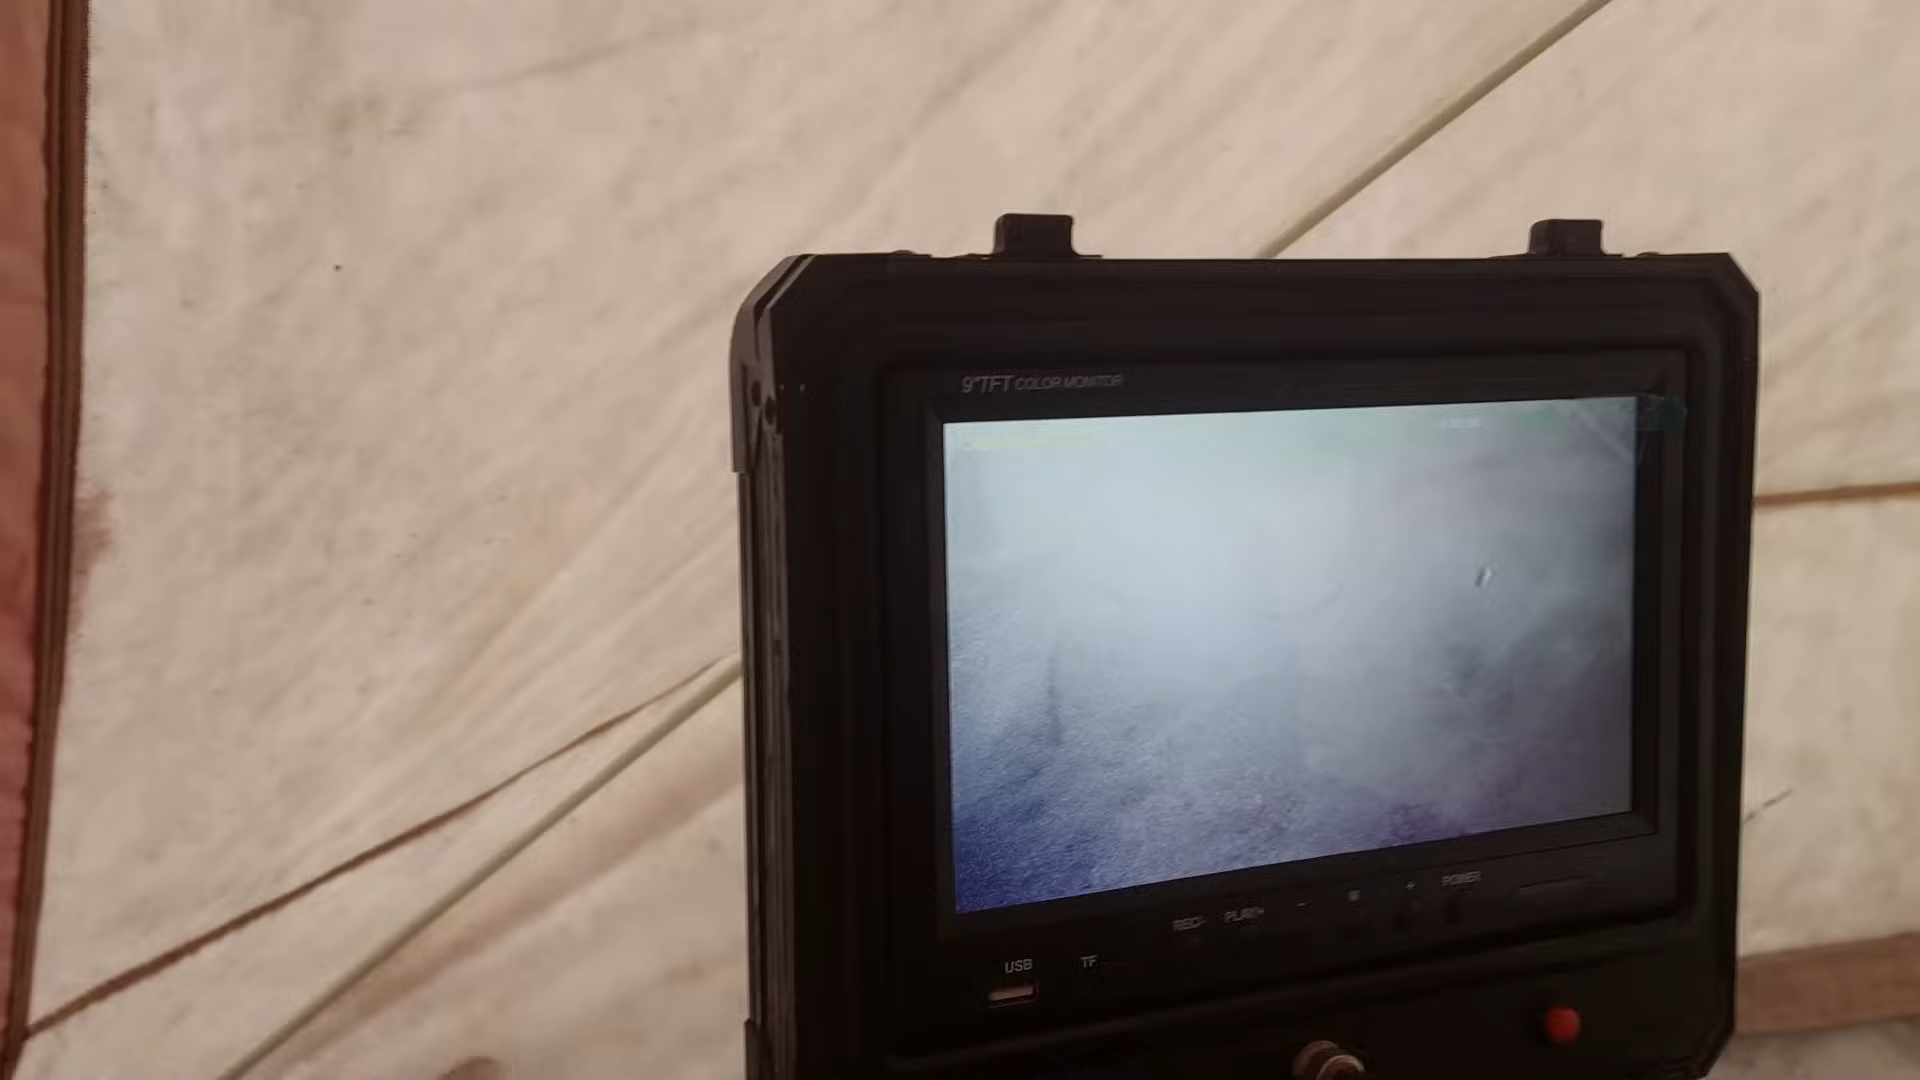 9"TFT COLOR MONITOR
REC/- PLAY/+ - M + POWER
USB TF